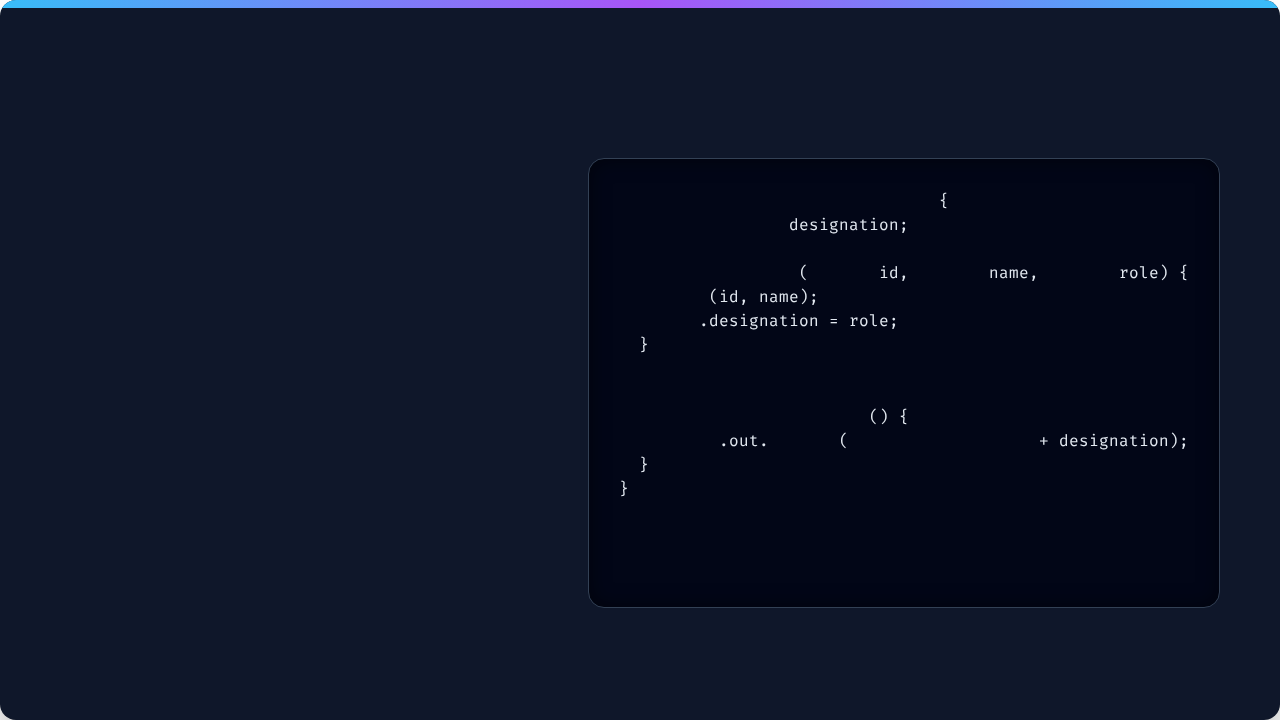 {
designation;
( id, name, role) {
(id, name);
.designation = role;
}
() {
.out. ( + designation);
}
}